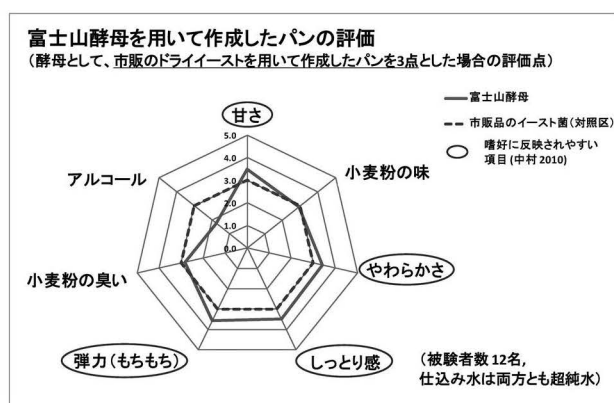 富士山酵母を用いて作成したパンの評価
(酵母として、市販のドライイーストを用いて作成したパンを3点とした場合の評価点)
富士山酵母
市販品のイースト菌(対照区)
嗜好に反映されやすい
項目(中村 2010)
甘さ
小麦粉の味
やわらかさ
しっとり感
弾力(もちもち)
小麦粉の臭い
アルコール
5.0
4.0
3.0
2.0
1.0
0.0
(被験者数12名,
仕込み水は両方とも超純水)